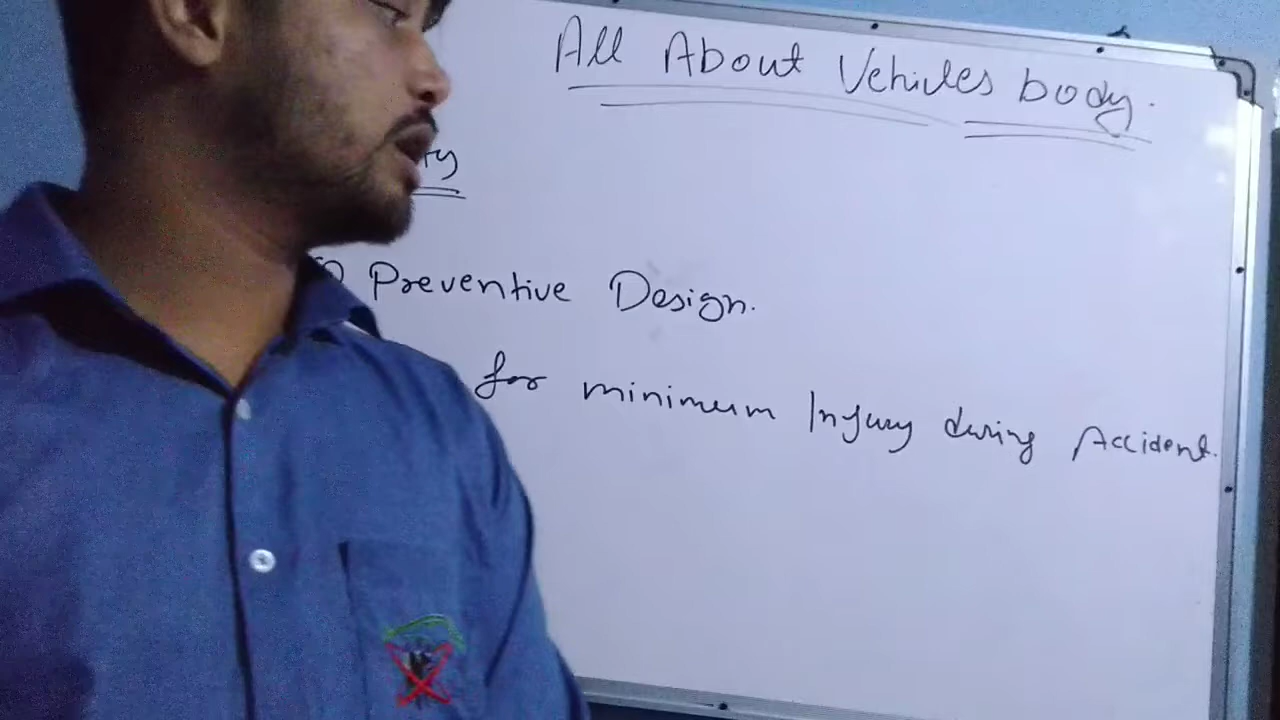 All About Vehicles body.
Preventive Design.
for minimum Injury during Accident.